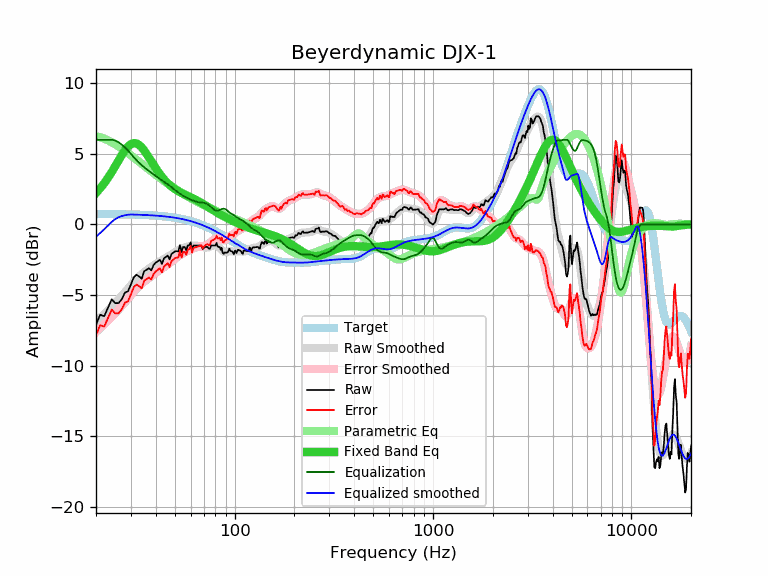 Beyerdynamic DJX-1
10
5
0
−5
−10
−15
−20
Amplitude (dBr)
Target
Raw Smoothed
Error Smoothed
Raw
Error
Parametric Eq
Fixed Band Eq
Equalization
Equalized smoothed
100
1000
10000
Frequency (Hz)